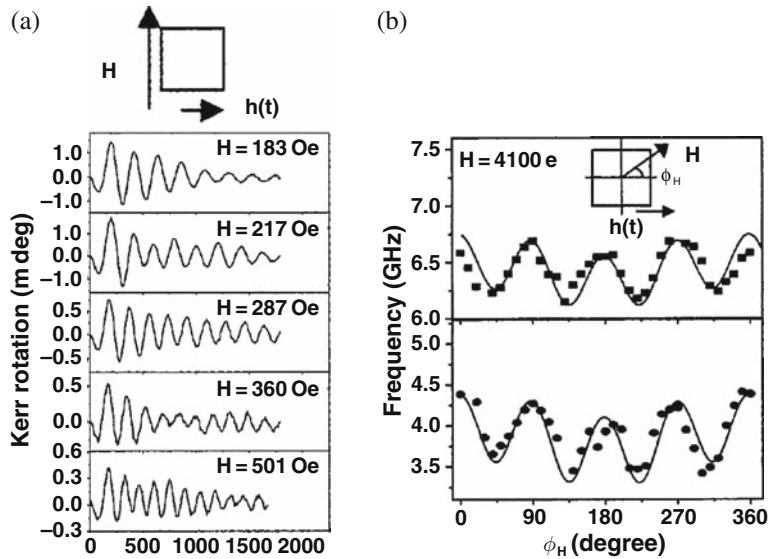 (a)
H
h(t)
Kerr rotation (m deg)
1.0
0.0
−1.0
H = 183 Oe
1.0
0.0
−1.0
H = 217 Oe
0.5
0.0
−0.5
H = 287 Oe
0.5
0.0
H = 360 Oe
0.6
0.3
0.0
−0.3
H = 501 Oe
0 500 1000 1500 2000
(b)
Frequency (GHz)
7.5
7.0
6.5
6.0
H = 4100 e
H
ϕH
h(t)
5.0
4.5
4.0
3.5
0 90 180 270 360
ϕH (degree)